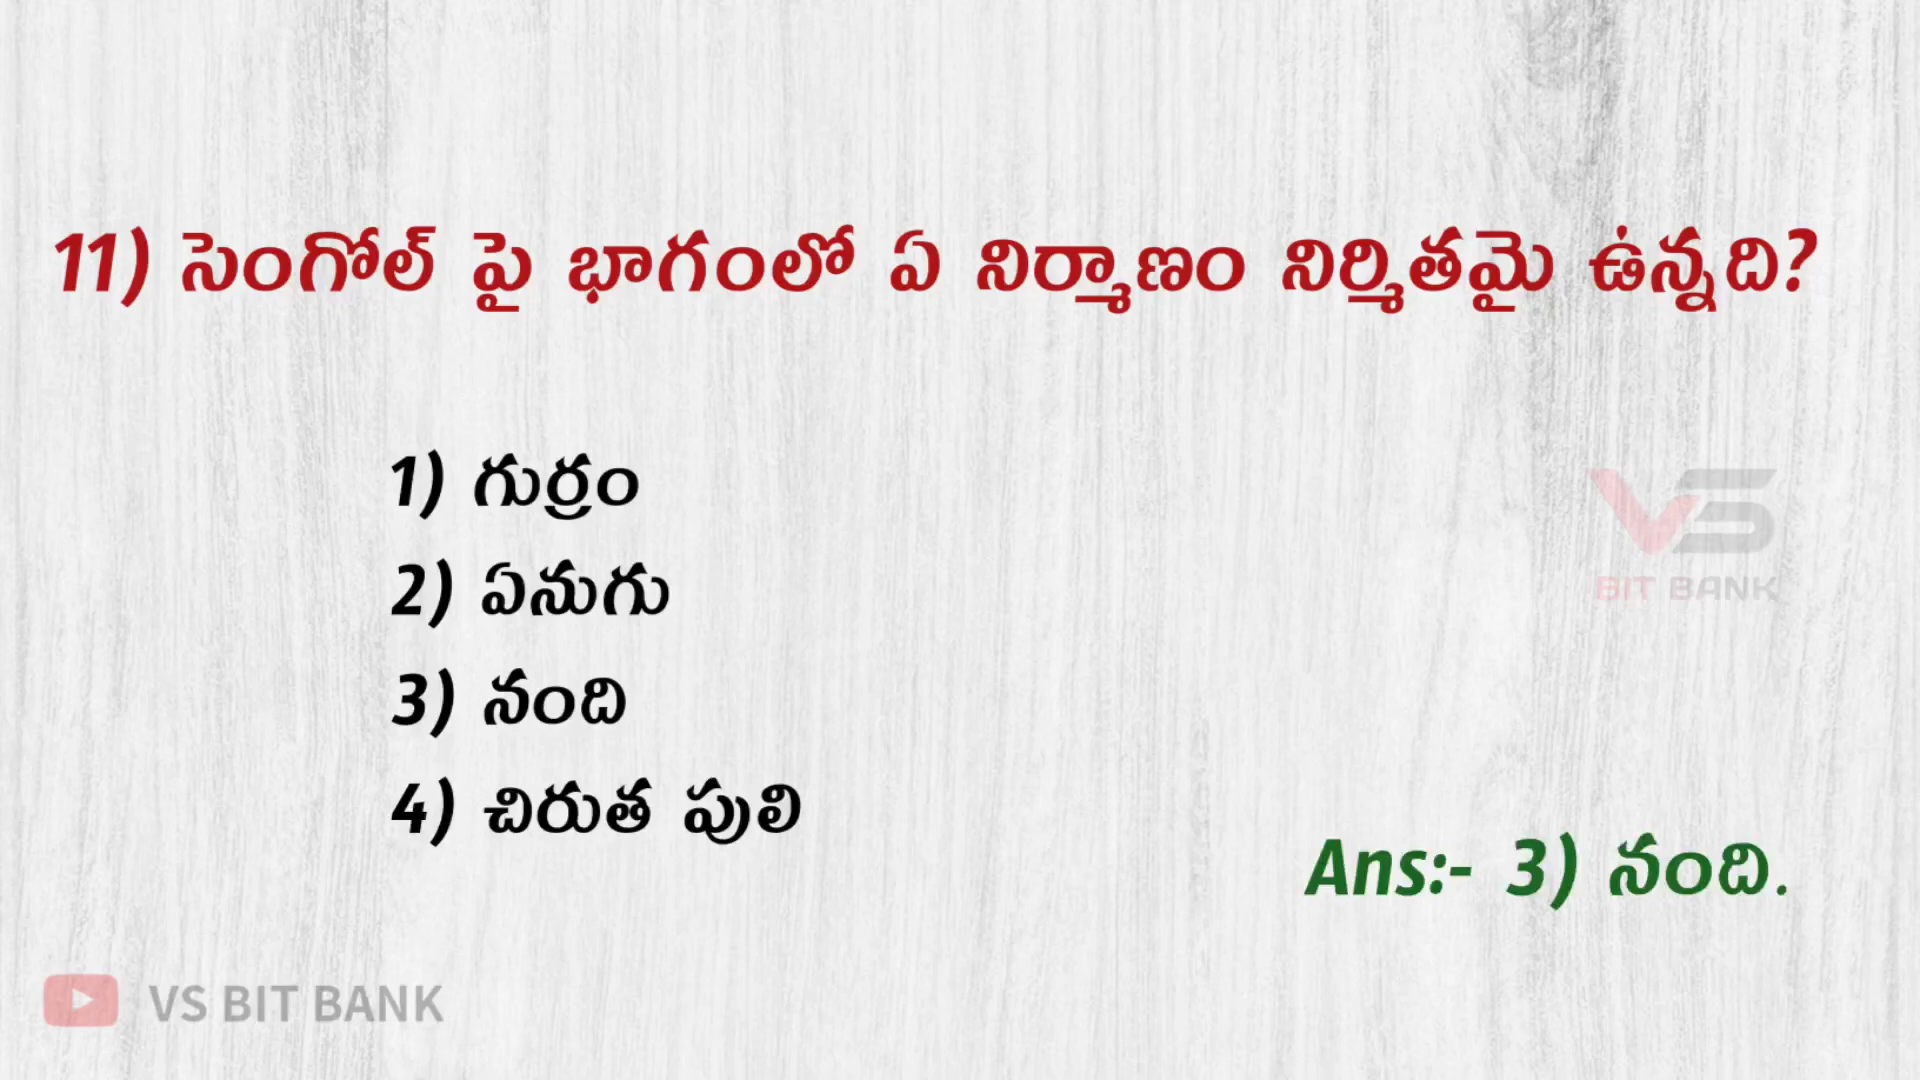 11) సెంగోల్ పై భాగంలో ఏ నిర్మాణం నిర్మితమై ఉన్నది?
1) గుర్రం
2) ఏనుగు
3) నంది
4) చిరుత పులి
VS
BIT BANK
Ans:- 3) నంది.
VS BIT BANK